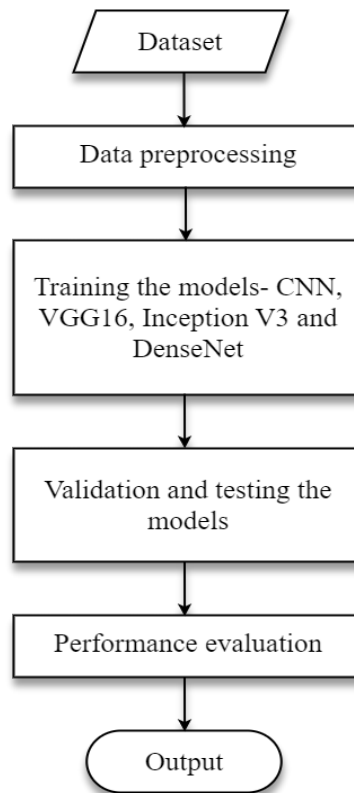 Dataset
Data preprocessing
Training the models- CNN,
VGG16, Inception V3 and
DenseNet
Validation and testing the
models
Performance evaluation
Output